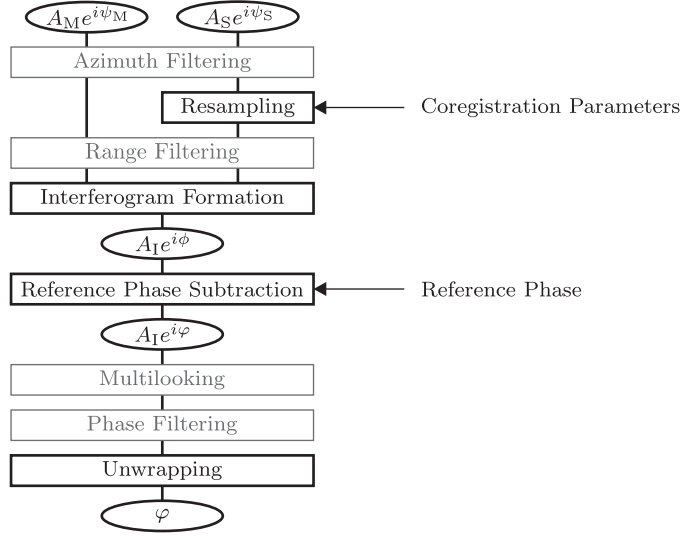 A_M e^{iψ_M} A_S e^{iψ_S}
Azimuth Filtering
Resampling Coregistration Parameters
Range Filtering
Interferogram Formation
A_I e^{iϕ}
Reference Phase Subtraction Reference Phase
A_I e^{iφ}
Multilooking
Phase Filtering
Unwrapping
φ